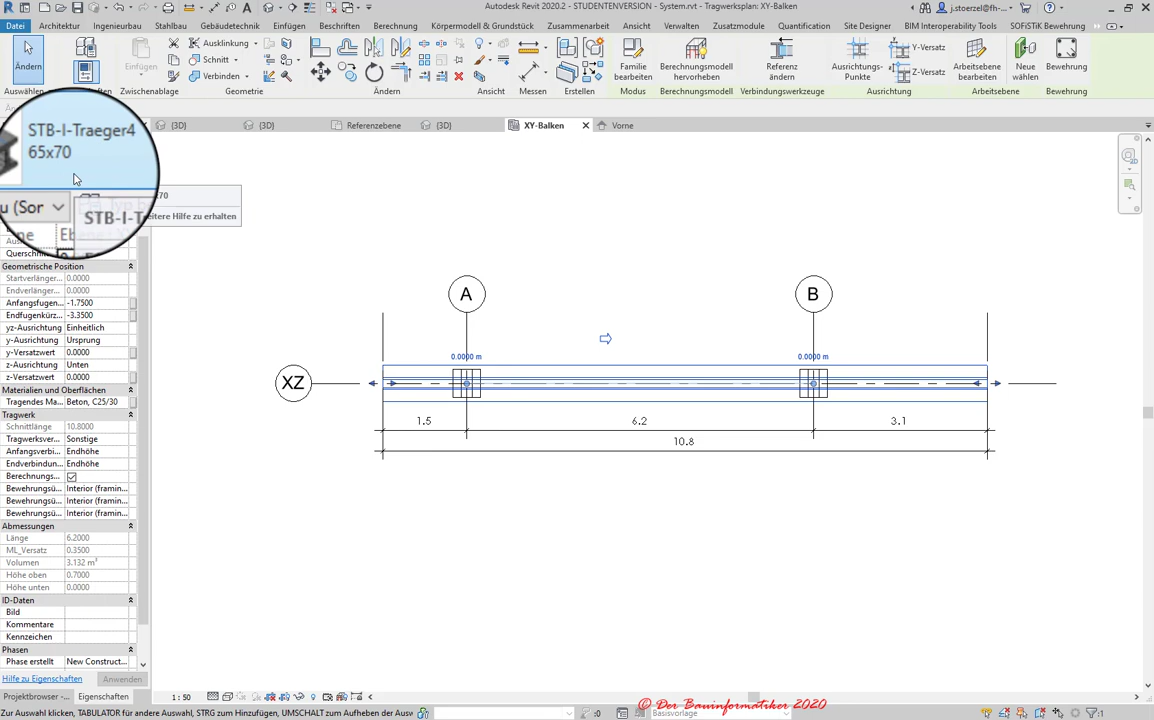 Autodesk Revit 2020.2 - STUDENTENVERSION - System.rvt - Tragwerksplan: XY-Balken
j.stoerzel@fh-...
Datei Architektur Ingenieurbau Stahlbau Gebäudetechnik Einfügen Beschriften Berechnung Körpermodell & Grundstück Zusammenarbeit Ansicht Verwalten Zusatzmodule Quantification Site Designer BIM Interoperability Tools SOFiSTiK Bewehrung
Ändern
Einfügen
Ausklinkung
Schnitt
Verbinden
Familie bearbeiten
Berechnungsmodell hervorheben
Referenz ändern
Ausrichtungs-Punkte
Y-Versatz
Z-Versatz
Arbeitsebene bearbeiten
Neue wählen
Bewehrung
Auswählen
Zwischenablage Geometrie Ändern Ansicht Messen Erstellen Modus Berechnungsmodell Verbindungswerkzeuge Ausrichtung Arbeitsebene Bewehrung
(3D) (3D) Referenzebene (3D) XY-Balken Vorne
STB-I-Traeger4
65x70
u (Sor
STB-I-T
eitere Hilfe zu erhalten
Querschni
Geometrische Position
Startverlänger... 0.0000
Endverlänger... 0.0000
Anfangsfugen... -1.7500
Endfugenkürz... -3.3500
yz-Ausrichtung Einheitlich
y-Ausrichtung Ursprung
y-Versatzwert 0.0000
z-Ausrichtung Unten
z-Versatzwert 0.0000
Materialien und Oberflächen
Tragendes Ma... Beton, C25/30
Tragwerk
Schnittlänge 10.8000
Tragwerksver... Sonstige
Anfangsverbi... Endhöhe
Endverbindun... Endhöhe
Berechnungs...
Bewehrungsü... Interior (framin...
Bewehrungsü... Interior (framin...
Bewehrungsü... Interior (framin...
Abmessungen
Länge 6.2000
ML_Versatz 0.3500
Volumen 3.132 m³
Höhe oben 0.7000
Höhe unten 0.0000
ID-Daten
Bild
Kommentare
Kennzeichen
Phasen
Phase erstellt New Construct...
Hilfe zu Eigenschaften Anwenden
Projektbrowser -... Eigenschaften
A B
0.0000 m 0.0000 m
XZ
1.5 6.2 3.1
10.8
1 : 50
© Der Bauinformatiker 2020
Zur Auswahl klicken, TABULATOR für andere Auswahl, STRG zum Hinzufügen, UMSCHALT zum Aufheben der Ausw
:0
Basisvorlage
:1